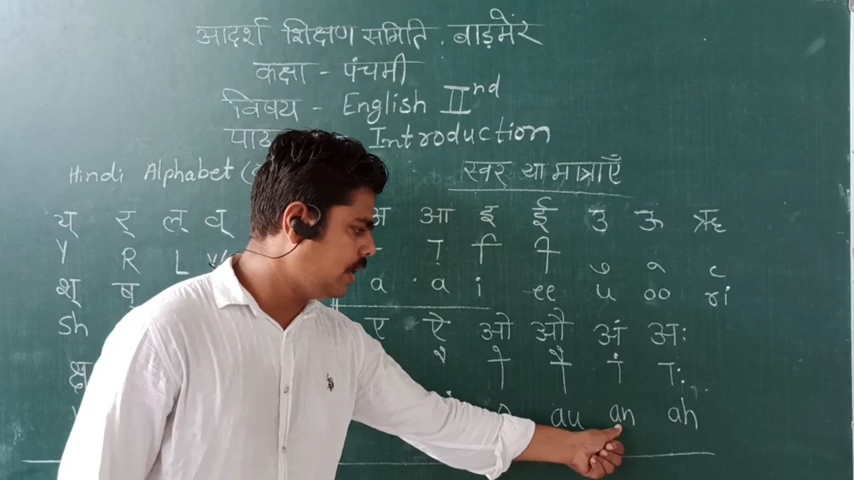 आदर्श शिक्षण समिति, बाड़मेर
कक्षा - पंचमी
विषय - English IInd
Introduction
Hindi Alphabet स्वर या मात्राएँ
य् र् ल् व् अ आ इ ई उ ऊ ऋ
Y R L - ा ि ी ु ू ृ
a a i ee u oo ri
श् ष् ए ऐ ओ औ अं अः
Sh ै ो ौ ां ाः
क्ष्
au an ah